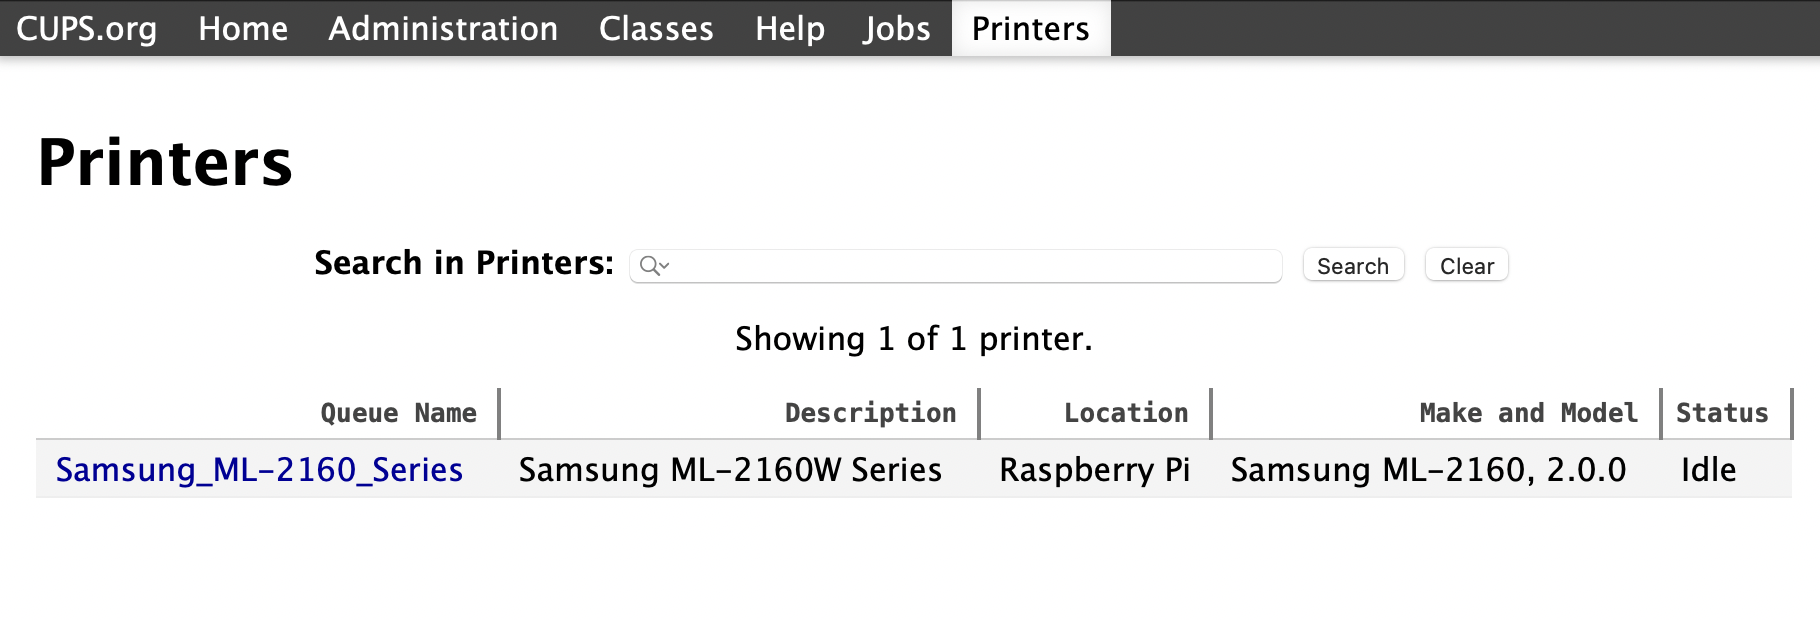 CUPS.org Home Administration Classes Help Jobs Printers
Printers
Search in Printers: Search Clear
Showing 1 of 1 printer.
Queue Name Description Location Make and Model Status
Samsung_ML-2160_Series Samsung ML-2160W Series Raspberry Pi Samsung ML-2160, 2.0.0 Idle